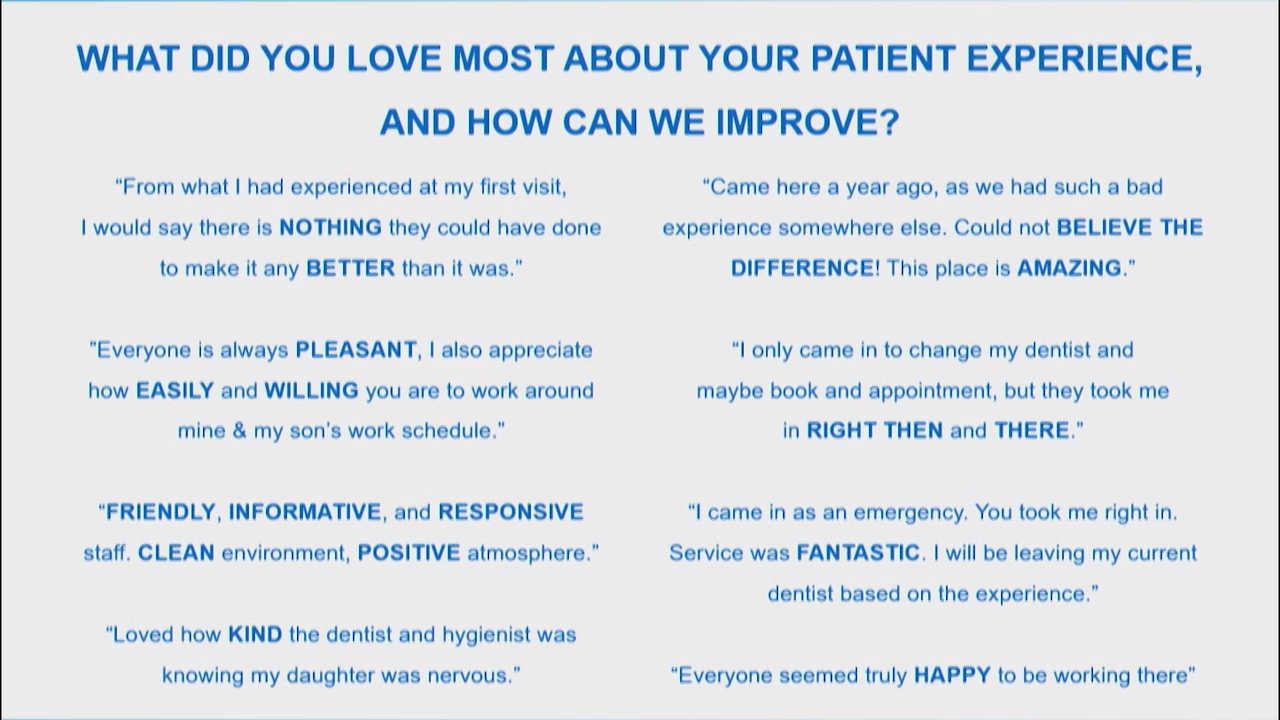 WHAT DID YOU LOVE MOST ABOUT YOUR PATIENT EXPERIENCE,
AND HOW CAN WE IMPROVE?
“From what I had experienced at my first visit,
I would say there is NOTHING they could have done
to make it any BETTER than it was.”
"Everyone is always PLEASANT, I also appreciate
how EASILY and WILLING you are to work around
mine & my son’s work schedule.”
“FRIENDLY, INFORMATIVE, and RESPONSIVE
staff. CLEAN environment, POSITIVE atmosphere.”
“Loved how KIND the dentist and hygienist was
knowing my daughter was nervous.”
“Came here a year ago, as we had such a bad
experience somewhere else. Could not BELIEVE THE
DIFFERENCE! This place is AMAZING.”
“I only came in to change my dentist and
maybe book and appointment, but they took me
in RIGHT THEN and THERE.”
“I came in as an emergency. You took me right in.
Service was FANTASTIC. I will be leaving my current
dentist based on the experience.”
“Everyone seemed truly HAPPY to be working there”